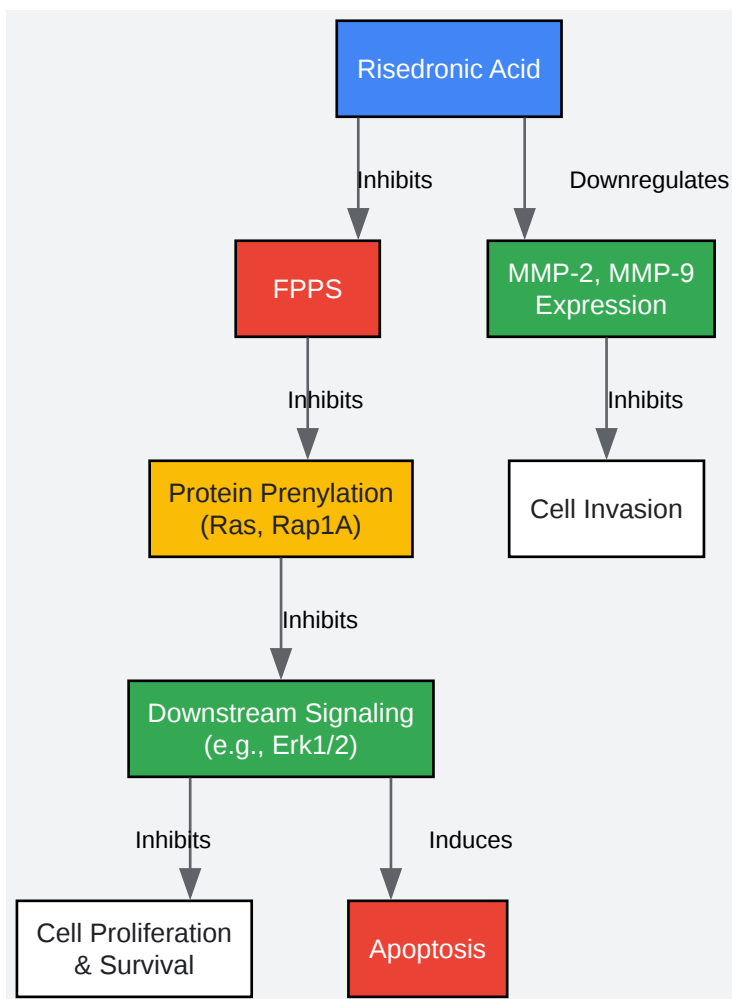 Risedronic Acid
Inhibits
Downregulates
FPPS
MMP-2, MMP-9
Expression
Inhibits
Inhibits
Protein Prenylation
(Ras, Rap1A)
Cell Invasion
Inhibits
Downstream Signaling
(e.g., Erk1/2)
Inhibits
Induces
Cell Proliferation
& Survival
Apoptosis